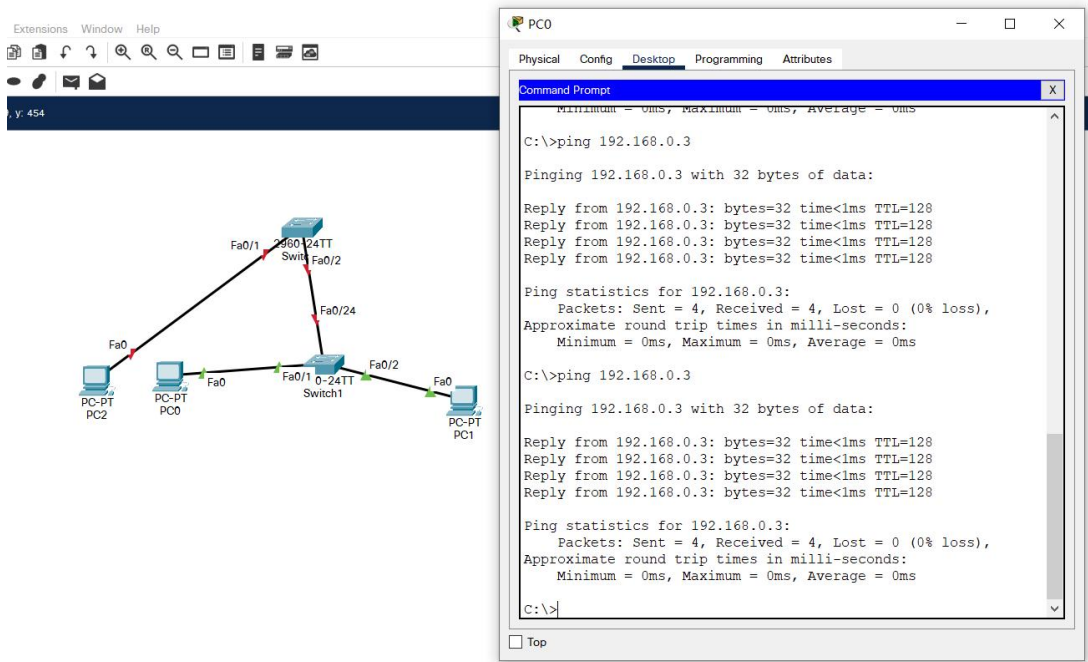 Extensions Window Help
, y: 454
Fa0/1
2960-24TT
Switc
Fa0/2
Fa0/24
Fa0
PC-PT
PC2
PC-PT
PC0
Fa0
Fa0/1
0-24TT
Switch1
Fa0/2
Fa0
PC-PT
PC1
PC0
Physical Config Desktop Programming Attributes
Command Prompt
X
Minimum = 0ms, Maximum = 0ms, Average = 0ms
C:\>ping 192.168.0.3
Pinging 192.168.0.3 with 32 bytes of data:
Reply from 192.168.0.3: bytes=32 time<1ms TTL=128
Reply from 192.168.0.3: bytes=32 time<1ms TTL=128
Reply from 192.168.0.3: bytes=32 time<1ms TTL=128
Reply from 192.168.0.3: bytes=32 time<1ms TTL=128
Ping statistics for 192.168.0.3:
Packets: Sent = 4, Received = 4, Lost = 0 (0% loss),
Approximate round trip times in milli-seconds:
Minimum = 0ms, Maximum = 0ms, Average = 0ms
C:\>ping 192.168.0.3
Pinging 192.168.0.3 with 32 bytes of data:
Reply from 192.168.0.3: bytes=32 time<1ms TTL=128
Reply from 192.168.0.3: bytes=32 time<1ms TTL=128
Reply from 192.168.0.3: bytes=32 time<1ms TTL=128
Reply from 192.168.0.3: bytes=32 time<1ms TTL=128
Ping statistics for 192.168.0.3:
Packets: Sent = 4, Received = 4, Lost = 0 (0% loss),
Approximate round trip times in milli-seconds:
Minimum = 0ms, Maximum = 0ms, Average = 0ms
C:\>
Top